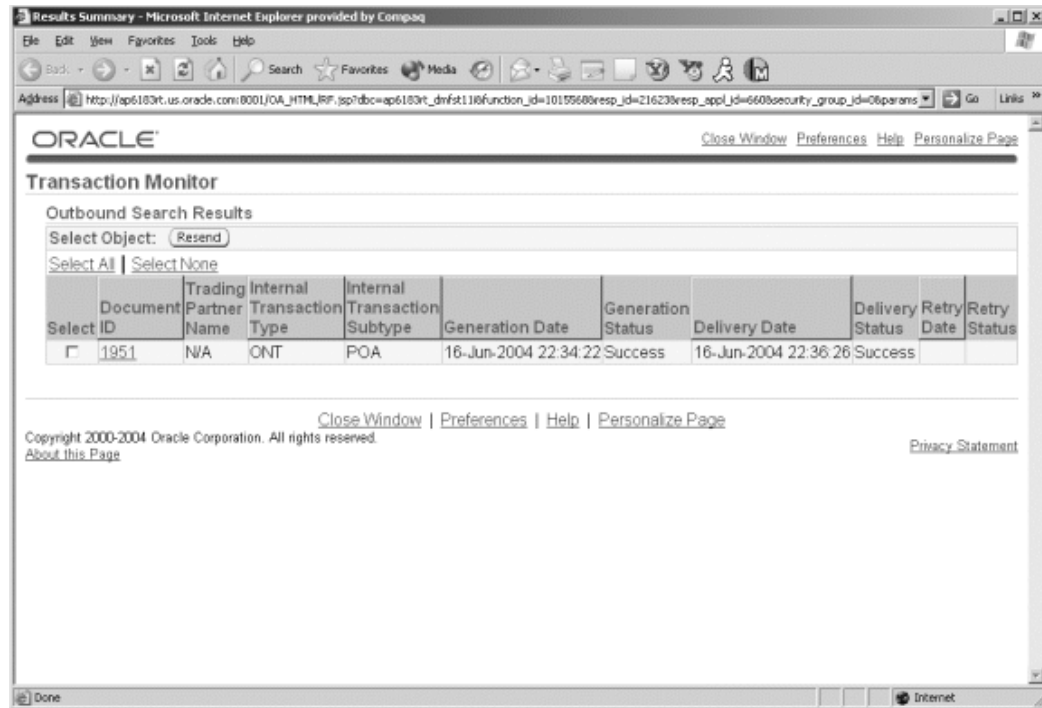 Results Summary - Microsoft Internet Explorer provided by Compaq
File Edit View Favorites Tools Help
Back Search Favorites Media
Address http://ap6183rt.us.oracle.com:8001/OA_HTML/RF.jsp?dbc=ap6183rt_dmfst11i&function_id=1015568&resp_id=21623&resp_appl_id=660&security_group_id=0&params Go Links »
ORACLE
Close Window Preferences Help Personalize Page
Transaction Monitor
Outbound Search Results
Select Object: Resend
Select All | Select None
Select Document ID Trading Partner Name Internal Transaction Type Internal Transaction Subtype Generation Date Generation Status Delivery Date Delivery Status Retry Date Retry Status
1951 N/A ONT POA 16-Jun-2004 22:34:22 Success 16-Jun-2004 22:36:26 Success
Close Window | Preferences | Help | Personalize Page
Copyright 2000-2004 Oracle Corporation. All rights reserved.
About this Page
Privacy Statement
Done Internet